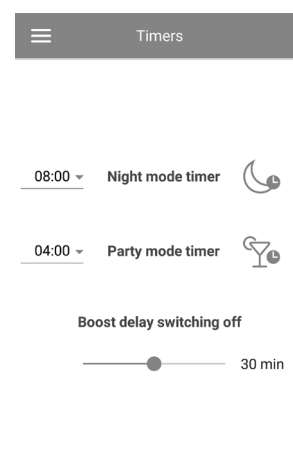 Timers
08:00 Night mode timer
04:00 Party mode timer
Boost delay switching off
30 min